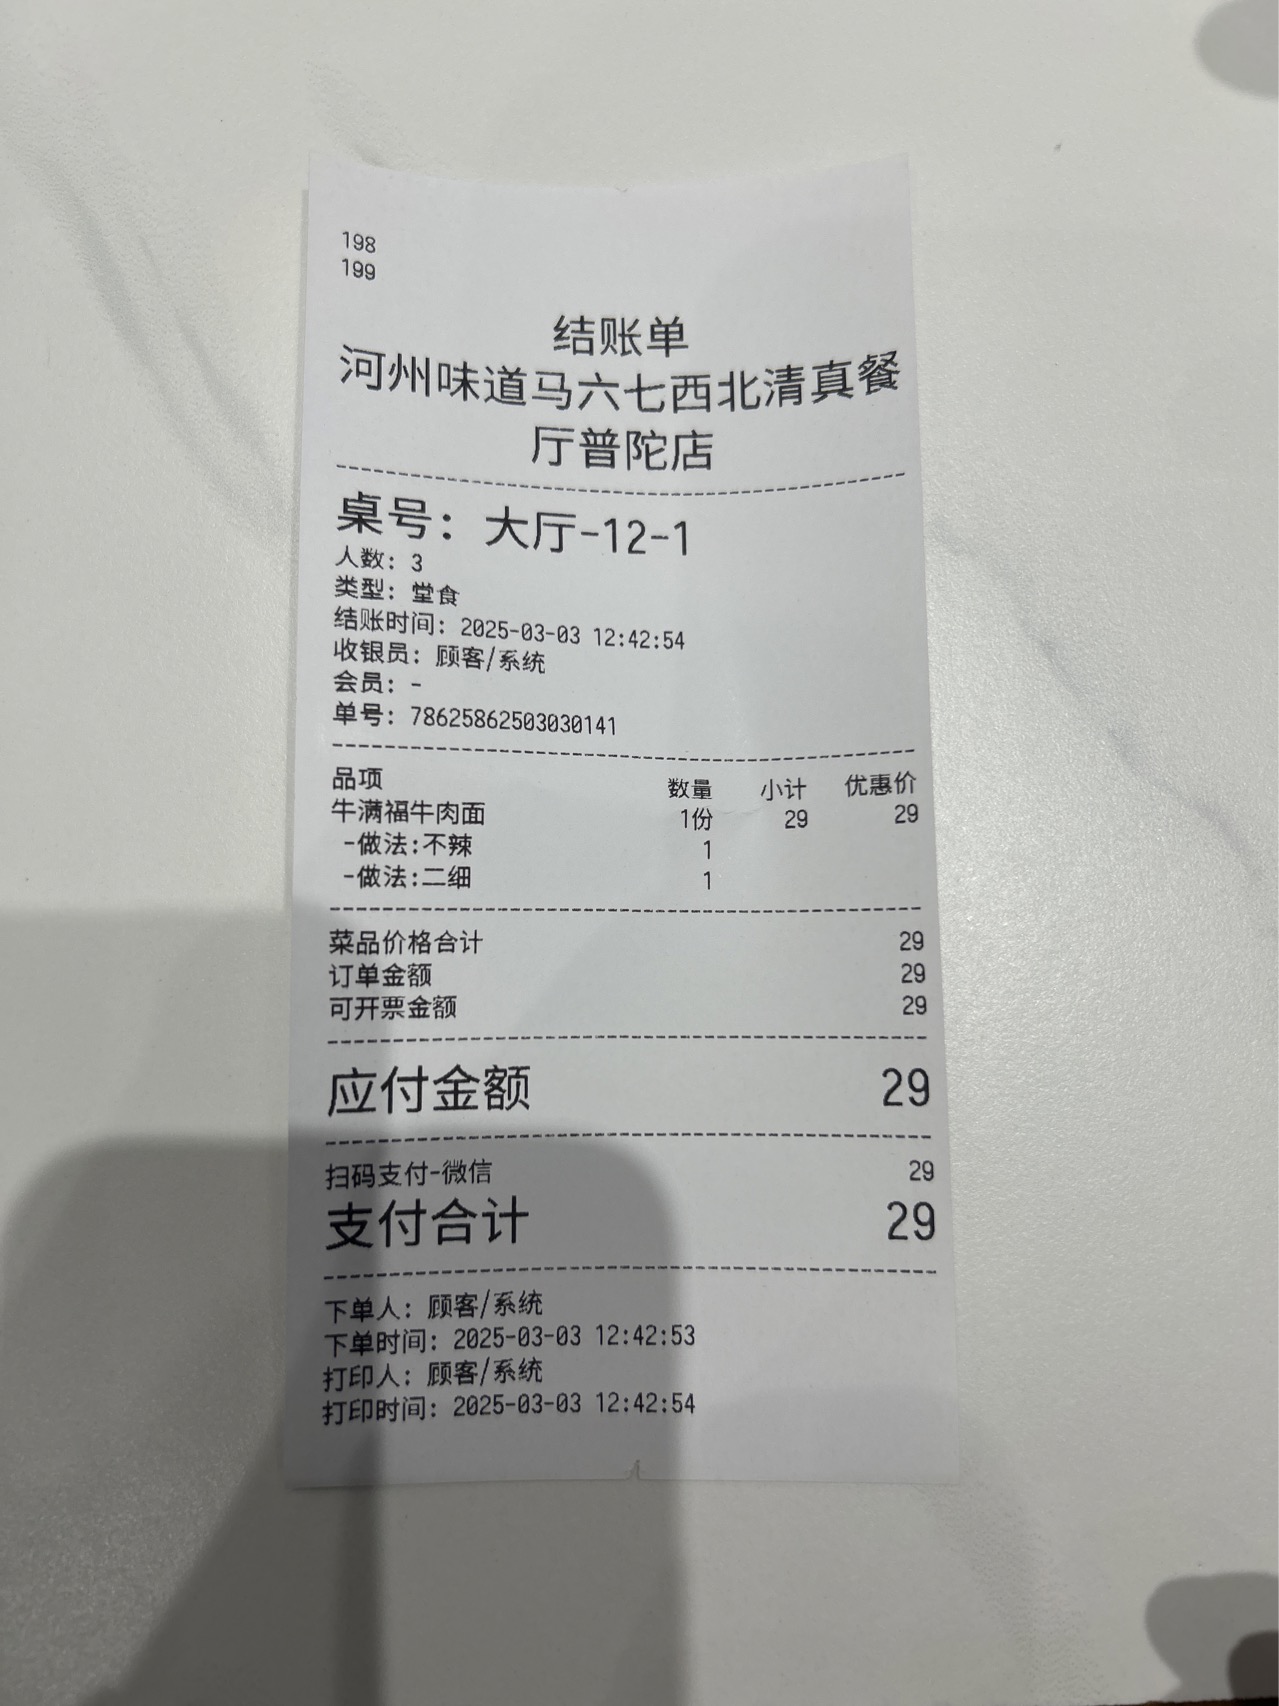 198
199
结账单
河州味道马六七西北清真餐
厅普陀店
桌号：大厅-12-1
人数：3
类型：堂食
结账时间：2025-03-03 12:42:54
收银员：顾客/系统
会员：-
单号：78625862503030141
品项 数量 小计 优惠价
牛满福牛肉面 1份 29 29
-做法:不辣 1
-做法:二细 1
菜品价格合计 29
订单金额 29
可开票金额 29
应付金额 29
扫码支付-微信 29
支付合计 29
下单人：顾客/系统
下单时间：2025-03-03 12:42:53
打印人：顾客/系统
打印时间：2025-03-03 12:42:54